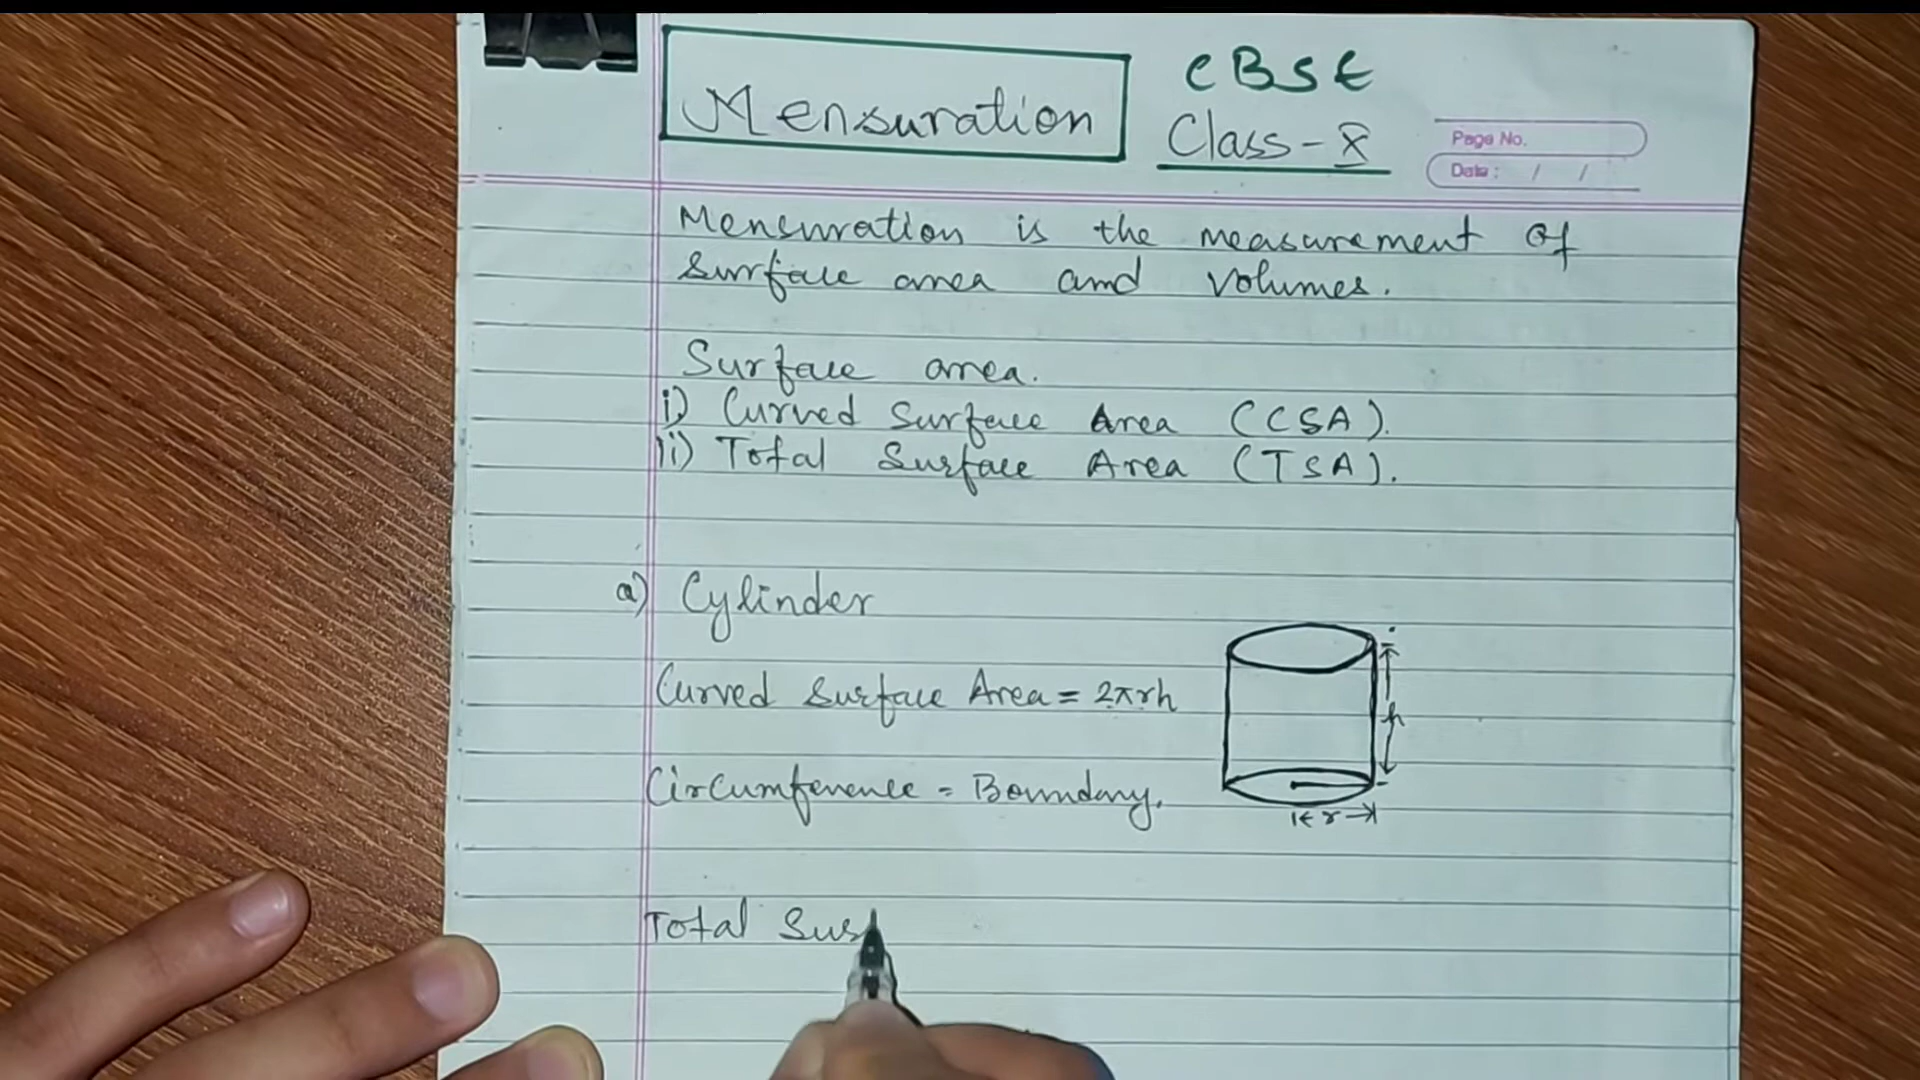 Mensuration
CBSE
Class - X
Page No.
Date : / /
Mensuration is the measurement of
surface area and volumes.
Surface area.
i) Curved Surface Area (CSA).
ii) Total Surface Area (TSA).
a) Cylinder
Curved Surface Area = 2πrh
h
Circumference = Boundary.
r
Total Sur